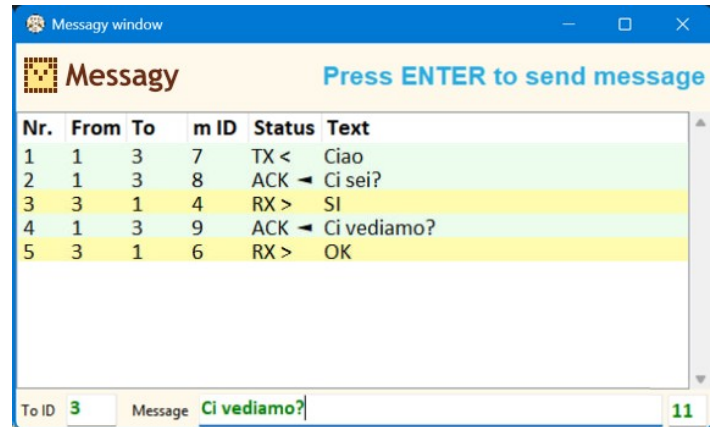 Messagy window
Messagy Press ENTER to send message
Nr. From To m ID Status Text
1 1 3 7 TX < Ciao
2 1 3 8 ACK ◄ Ci sei?
3 3 1 4 RX > SI
4 1 3 9 ACK ◄ Ci vediamo?
5 3 1 6 RX > OK
To ID 3 Message Ci vediamo? 11